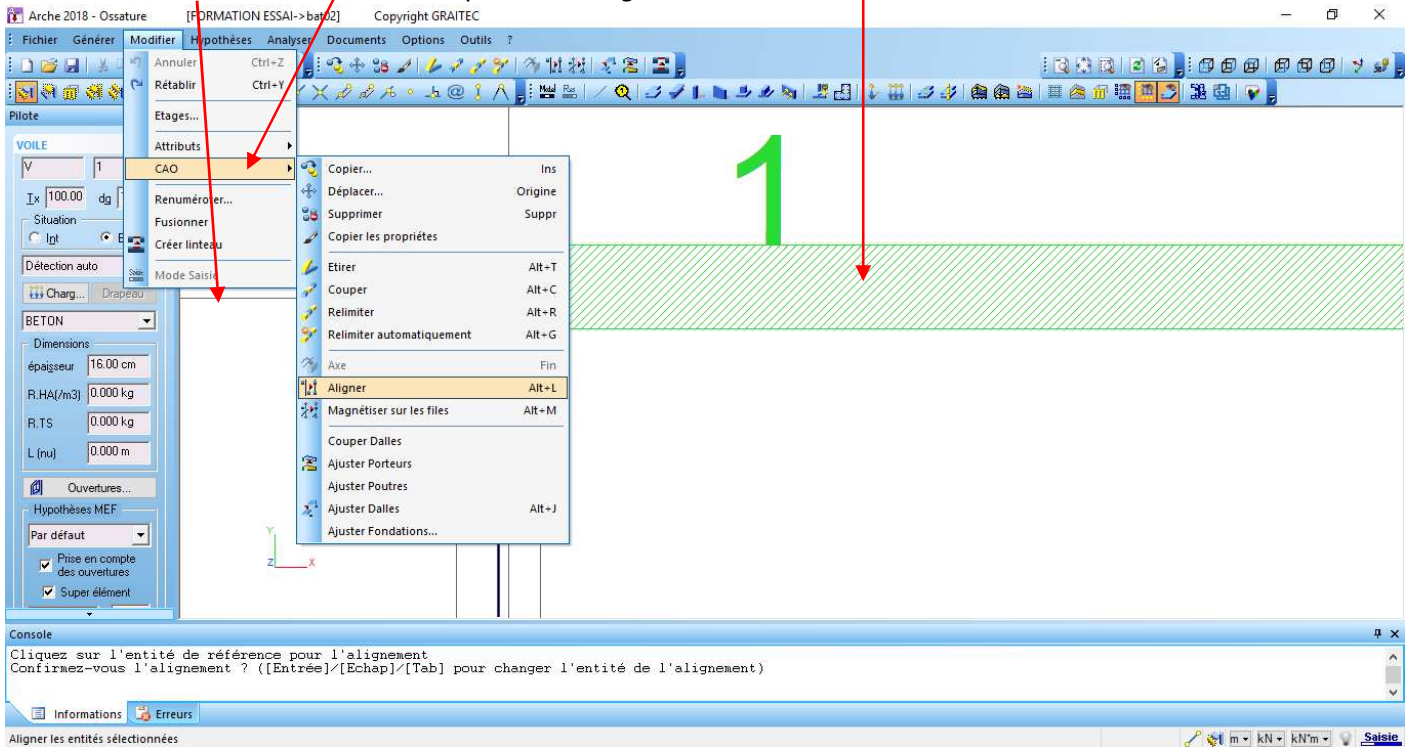 Arche 2018 - Ossature [FORMATION ESSAI->bat02] Copyright GRAITEC
Fichier Générer Modifier Hypothèses Analyser Documents Options Outils ?
Pilote
VOILE
V 1
Tx 100.00 dg
Situation
Int
Détection auto
Charg... Drapeau
BETON
Dimensions
épaisseur 16.00 cm
R.HA(/m3) 0.000 kg
R.TS 0.000 kg
L (nu) 0.000 m
Ouvertures...
Hypothèses MEF
Par défaut
Prise en compte
des ouvertures
Super élément
Annuler Ctrl+Z
Rétablir Ctrl+Y
Etages...
Attributs
CAO
Renuméroter...
Fusionner
Créer linteau
Mode Saisie
Copier... Ins
Déplacer... Origine
Supprimer Suppr
Copier les propriétes
Etirer Alt+T
Couper Alt+C
Relimiter Alt+R
Relimiter automatiquement Alt+G
Axe Fin
Aligner Alt+L
Magnétiser sur les files Alt+M
Couper Dalles
Ajuster Porteurs
Ajuster Poutres
Ajuster Dalles Alt+J
Ajuster Fondations...
1
Y
Z X
Console
Cliquez sur l'entité de référence pour l'alignement
Confirmez-vous l'alignement ? ([Entrée]/[Echap]/[Tab] pour changer l'entité de l'alignement)
Informations Erreurs
Aligner les entités sélectionnées m kN kN*m Saisie